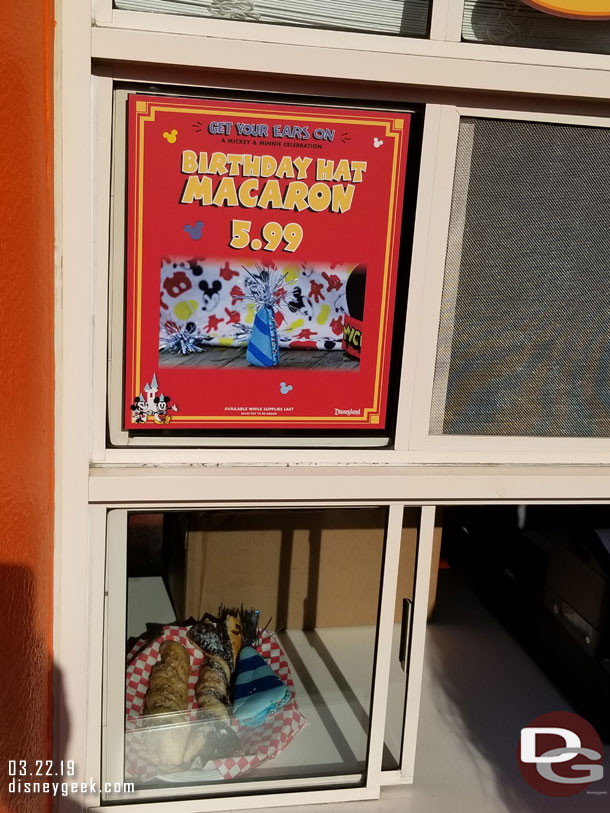 GET YOUR EARS ON
A MICKEY & MINNIE CELEBRATION
BIRTHDAY HAT
MACARON
5.99
AVAILABLE WHILE SUPPLIES LAST
Disneyland
03.22.19
disneygeek.com
DG
disneygeek